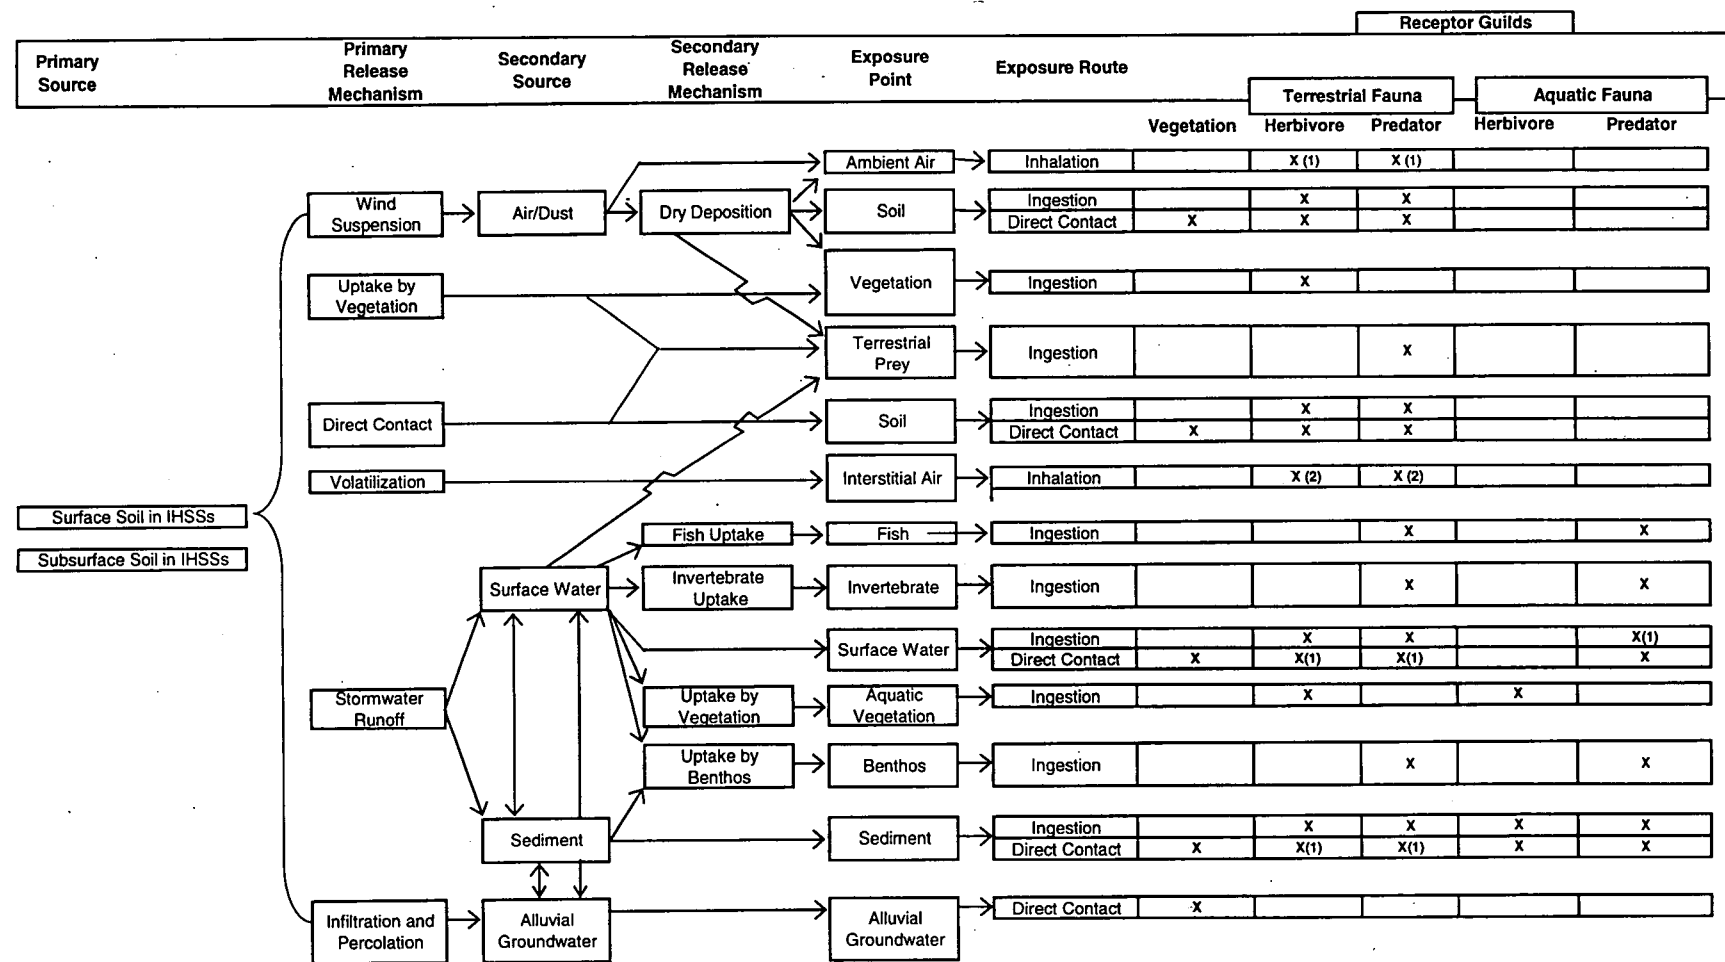 Receptor Guilds
Primary
Source
Primary
Release
Mechanism
Secondary
Source
Secondary
Release
Mechanism
Exposure
Point
Exposure Route
Terrestrial Fauna
Aquatic Fauna
Vegetation Herbivore Predator Herbivore Predator
Ambient Air Inhalation X (1) X (1)
Wind
Suspension
Air/Dust
Dry Deposition
Soil
Ingestion X X
Direct Contact X X X
Uptake by
Vegetation
Vegetation
Ingestion X
Terrestrial
Prey
Ingestion X
Direct Contact
Soil
Ingestion X X
Direct Contact X X X
Volatilization
Interstitial Air
Inhalation X (2) X (2)
Surface Soil in IHSSs
Subsurface Soil in IHSSs
Fish Uptake
Fish
Ingestion X X
Surface Water
Invertebrate
Uptake
Invertebrate
Ingestion X X
Surface Water
Ingestion X X X(1)
Direct Contact X X(1) X(1) X
Stormwater
Runoff
Uptake by
Vegetation
Aquatic
Vegetation
Ingestion X X
Uptake by
Benthos
Benthos
Ingestion X X
Sediment
Sediment
Ingestion X X X X
Direct Contact X X(1) X(1) X X
Infiltration and
Percolation
Alluvial
Groundwater
Alluvial
Groundwater
Direct Contact X